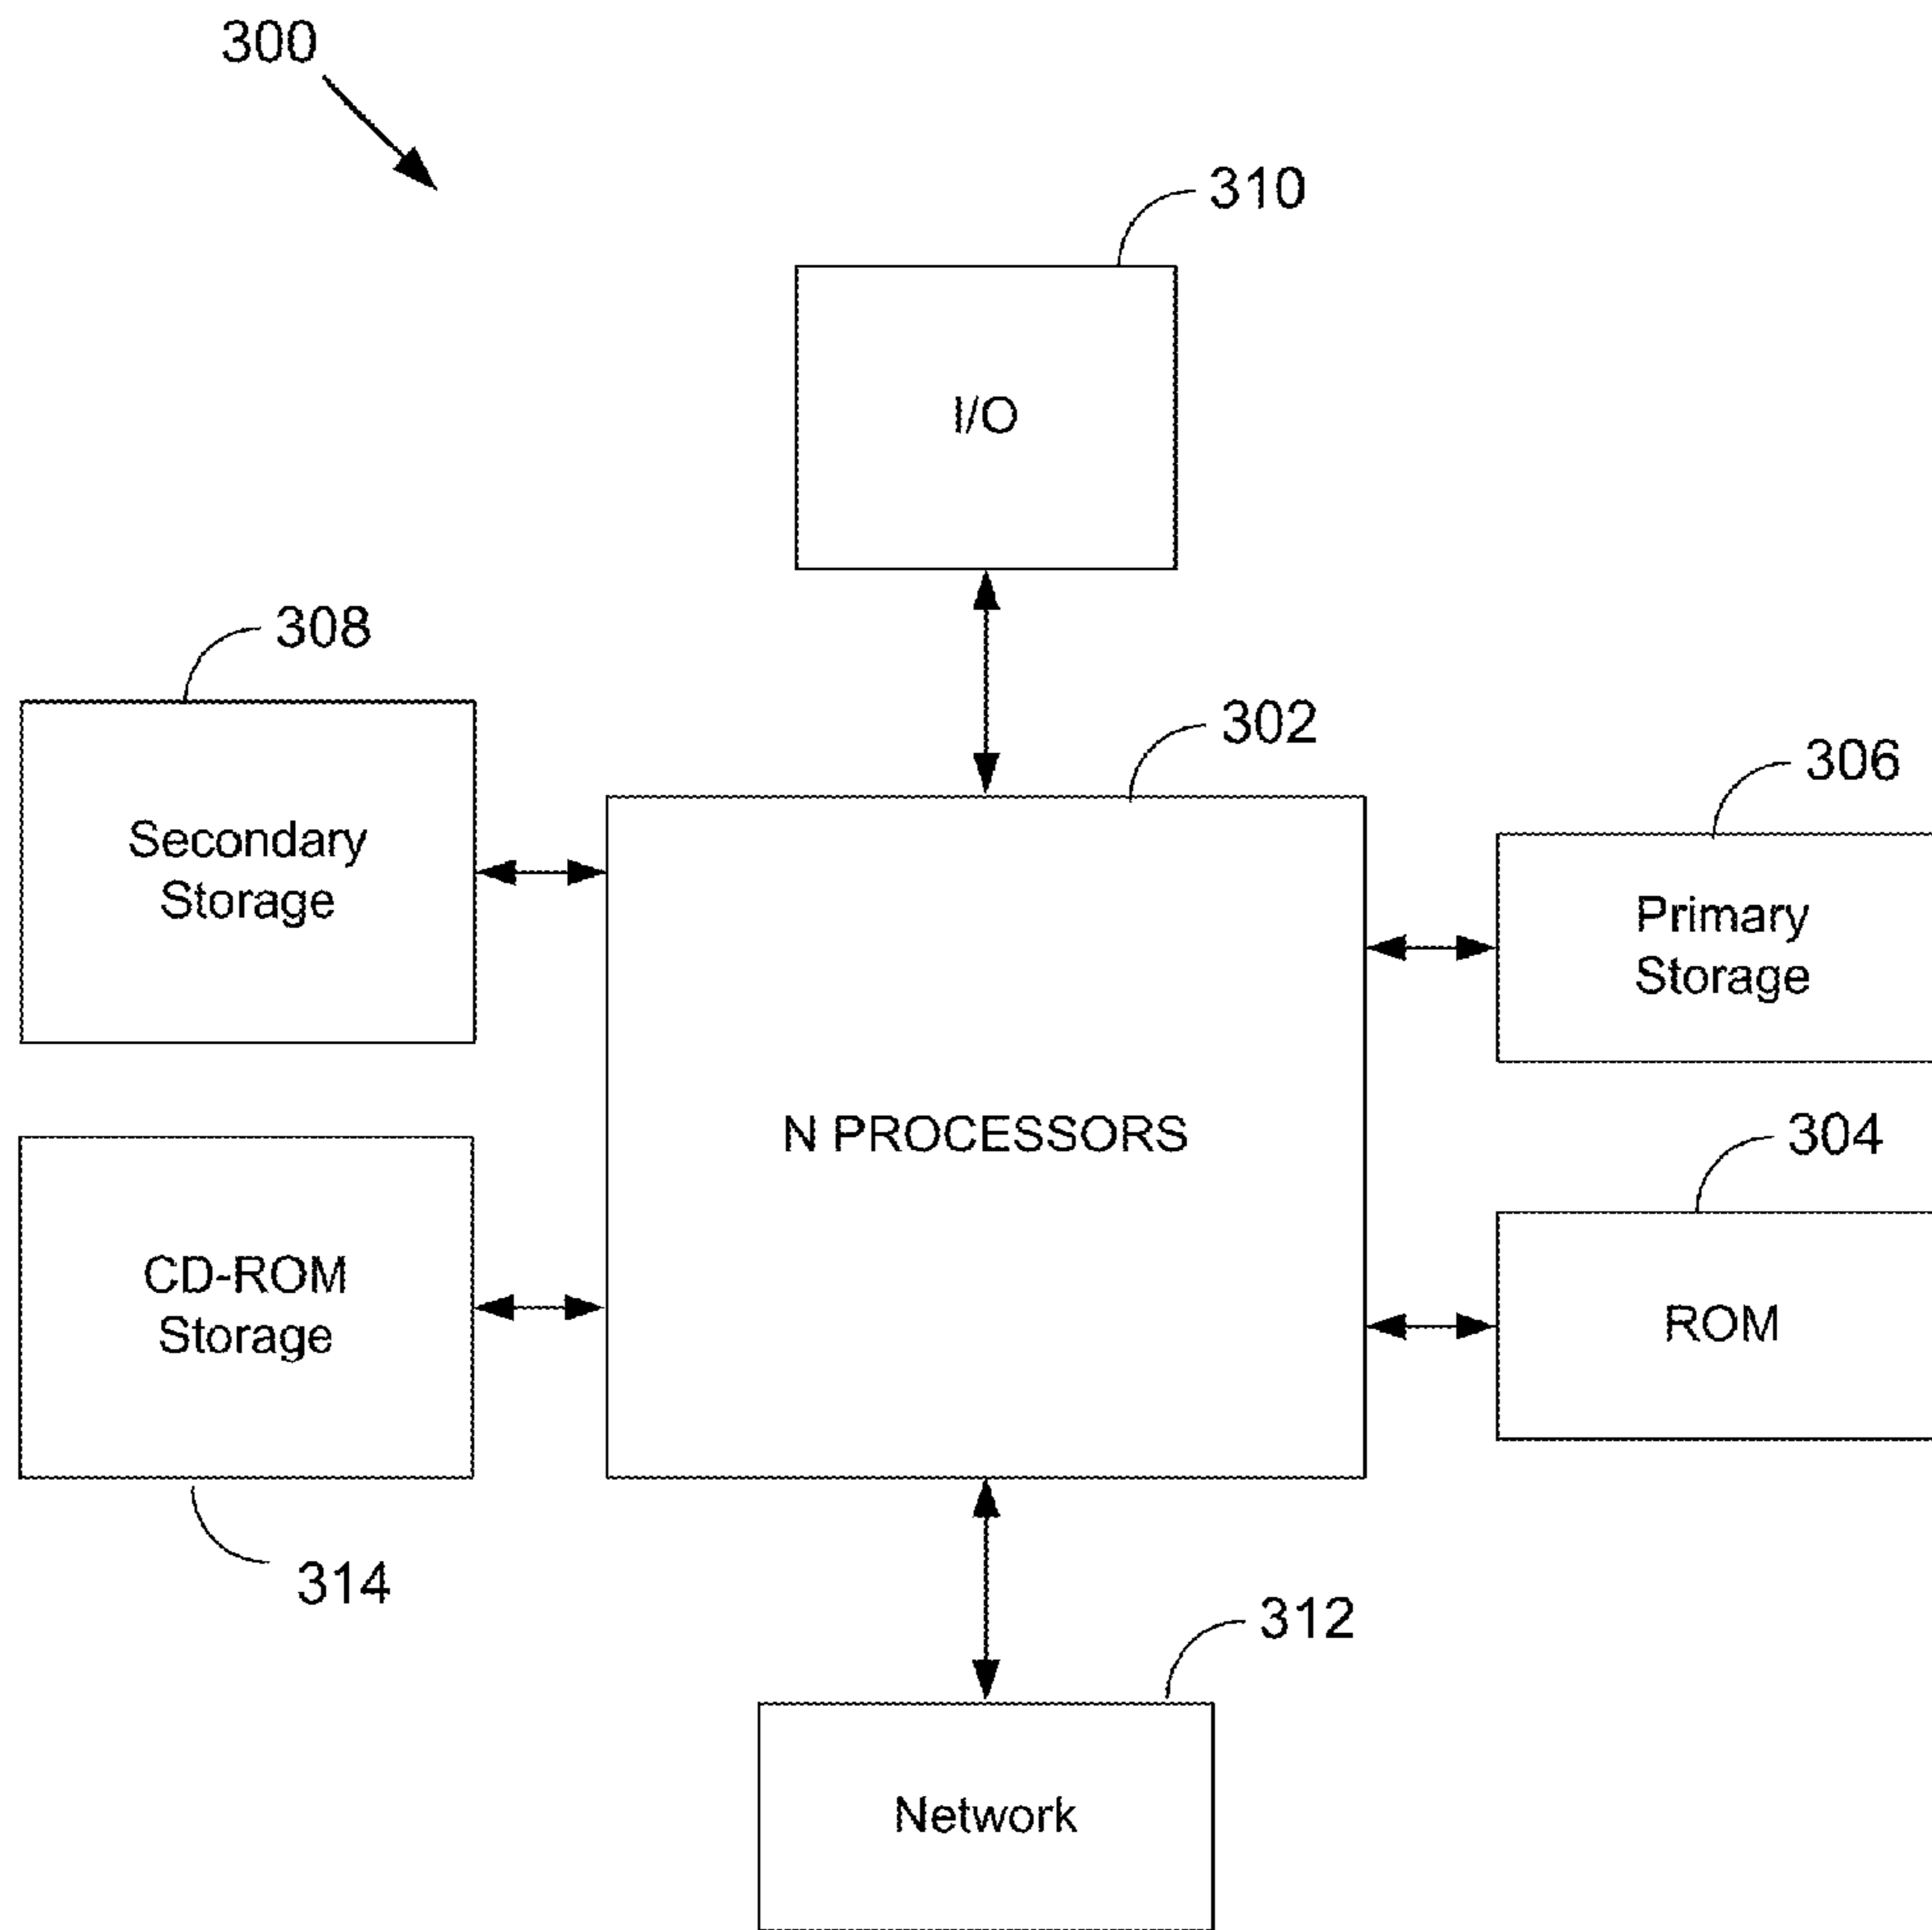 300
310
I/O
308
302
306
Secondary
Storage
Primary
Storage
N PROCESSORS
304
CD-ROM
Storage
ROM
314
312
Network